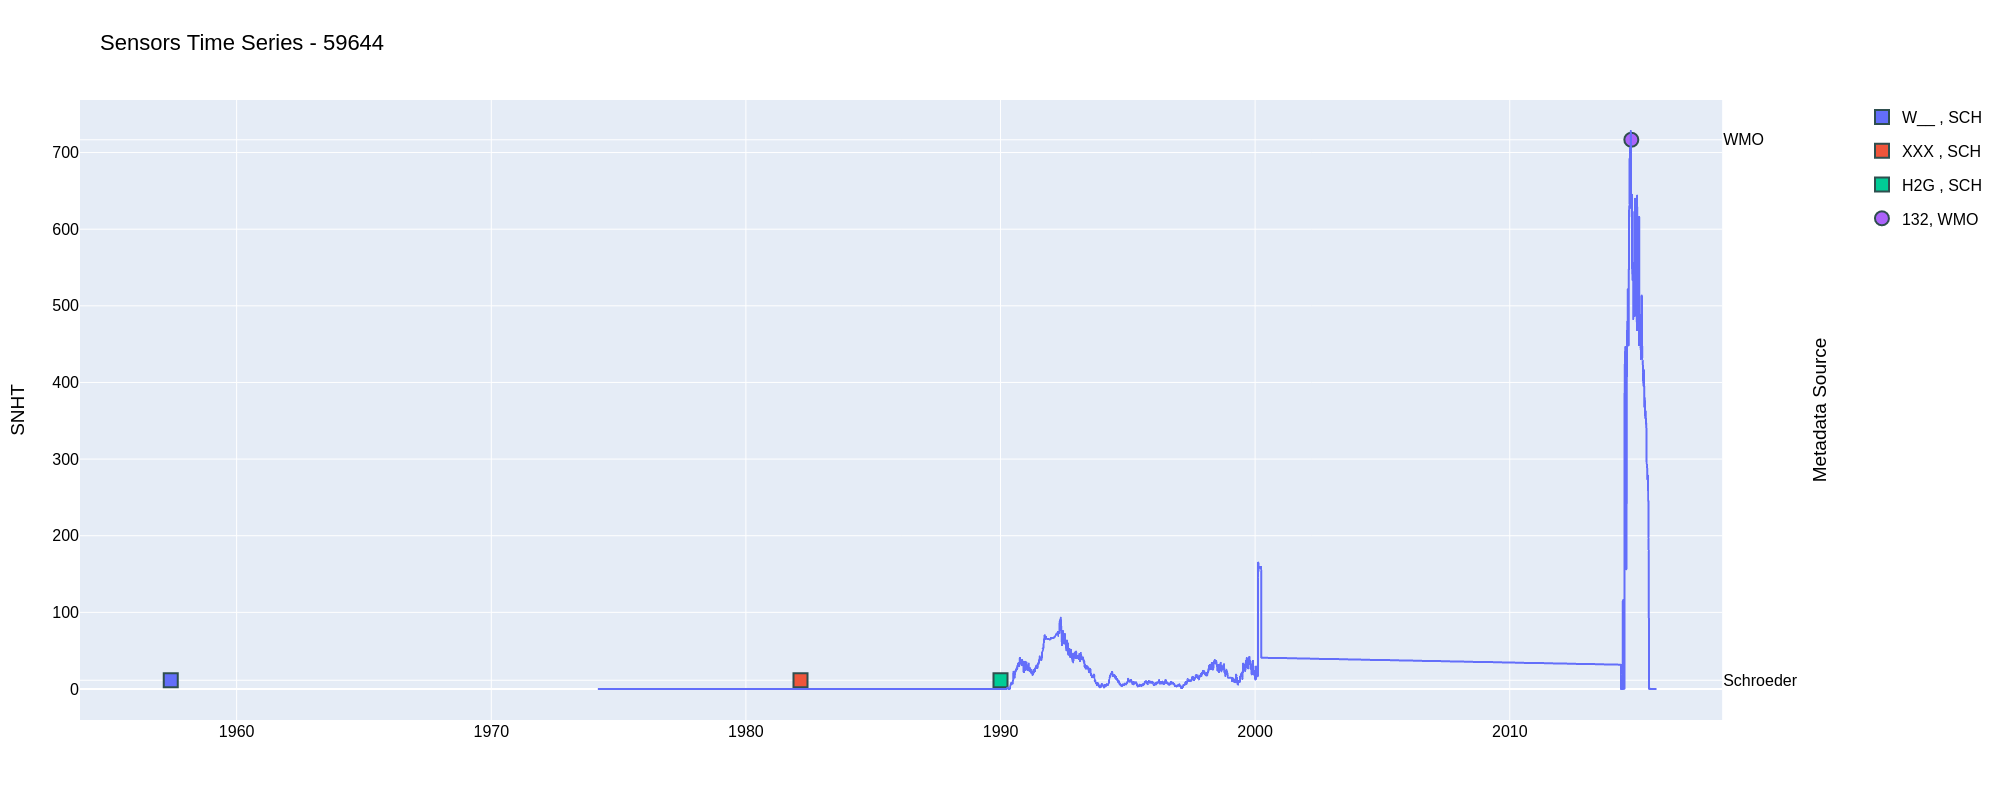 Sensors Time Series - 59644
W__ , SCH
XXX , SCH
H2G , SCH
132, WMO
WMO
Schroeder
Metadata Source
SNHT
700
600
500
400
300
200
100
0
1960
1970
1980
1990
2000
2010